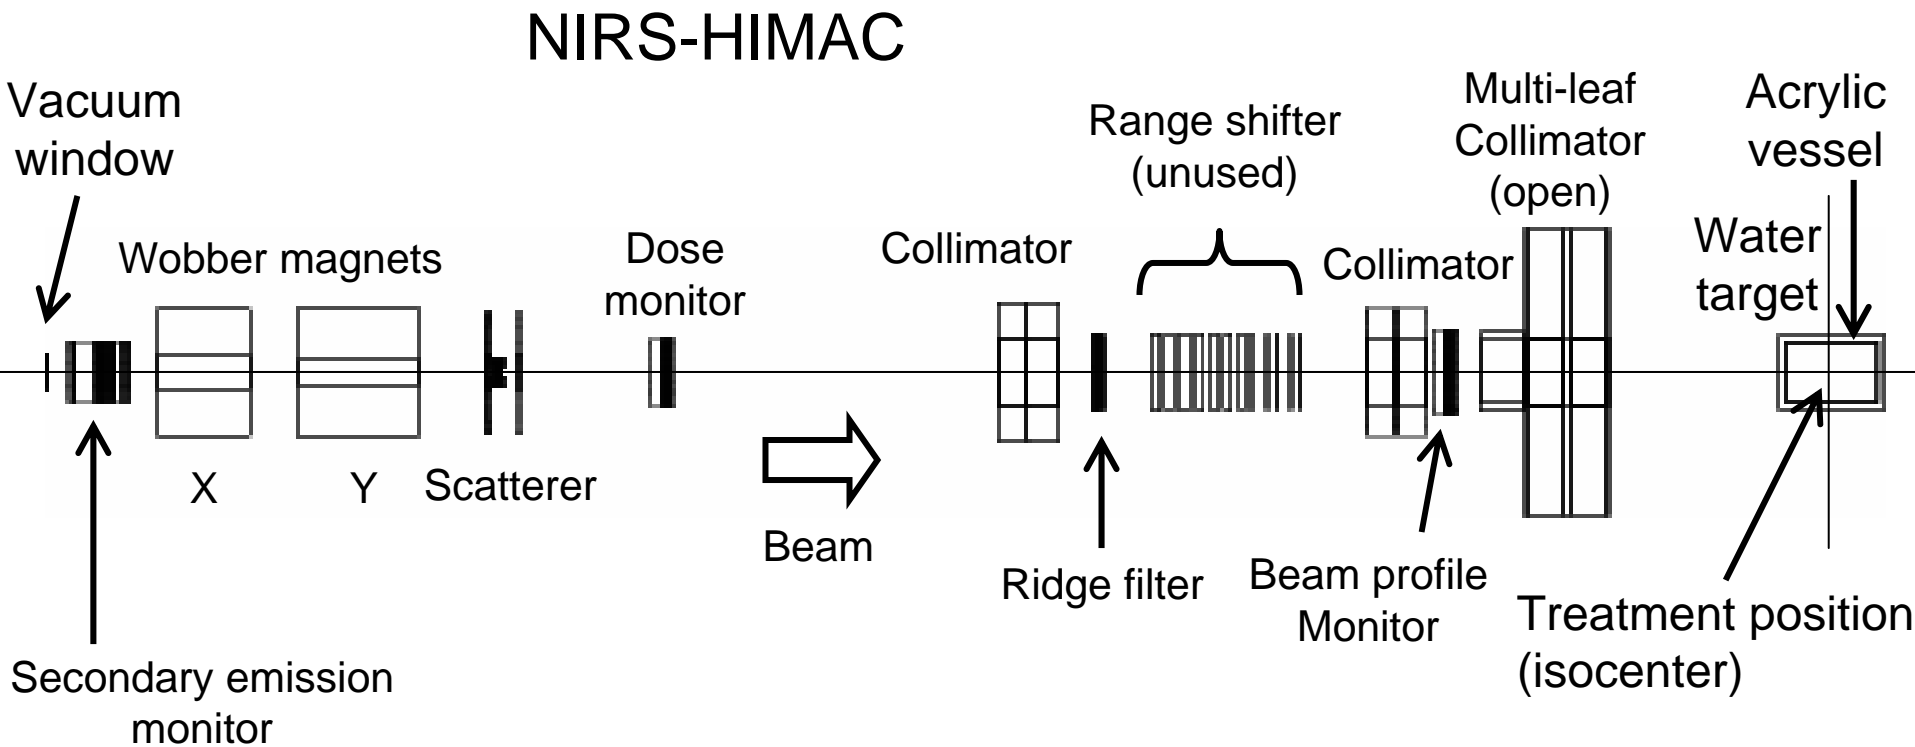 NIRS-HIMAC
Vacuum
window
Wobber magnets
X
Y
Secondary emission
monitor
Scatterer
Dose
monitor
Beam
Collimator
Ridge filter
Range shifter
(unused)
Collimator
Beam profile
Monitor
Multi-leaf
Collimator
(open)
Water
target
Acrylic
vessel
Treatment position
(isocenter)